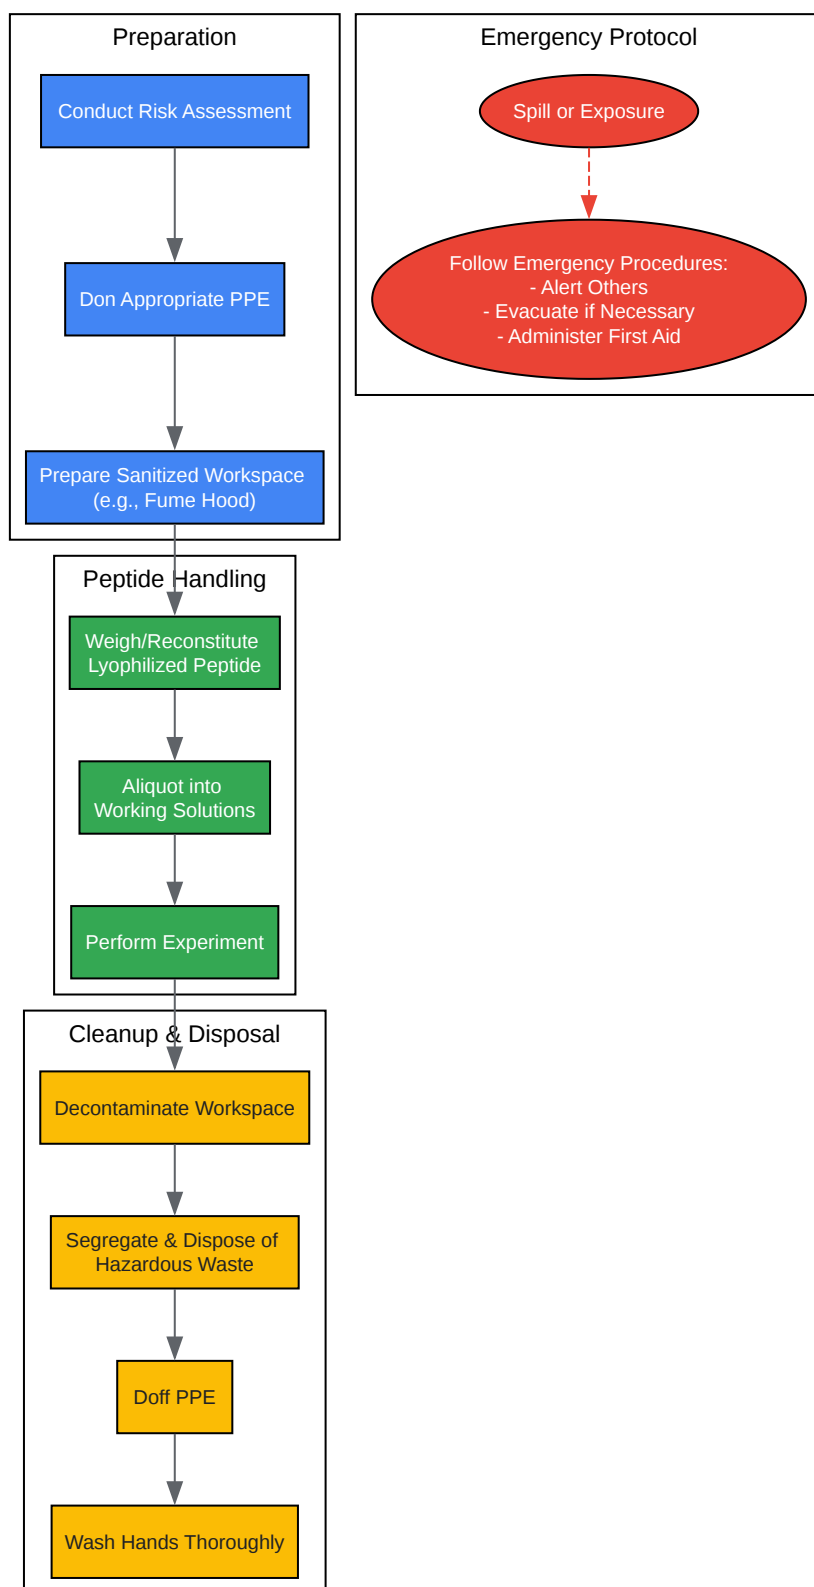 Preparation
Conduct Risk Assessment
Don Appropriate PPE
Prepare Sanitized Workspace
(e.g., Fume Hood)
Emergency Protocol
Spill or Exposure
Follow Emergency Procedures:
- Alert Others
- Evacuate if Necessary
- Administer First Aid
Peptide Handling
Weigh/Reconstitute
Lyophilized Peptide
Aliquot into
Working Solutions
Perform Experiment
Cleanup & Disposal
Decontaminate Workspace
Segregate & Dispose of
Hazardous Waste
Doff PPE
Wash Hands Thoroughly